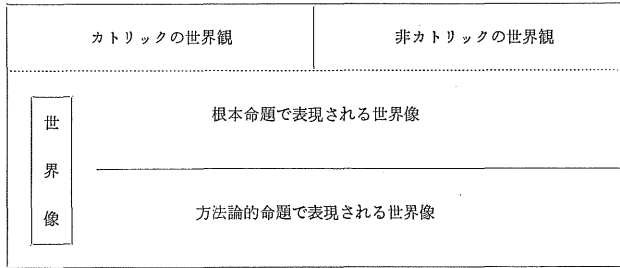 カトリックの世界観
非カトリックの世界観
世界像
根本命題で表現される世界像
方法論的命題で表現される世界像